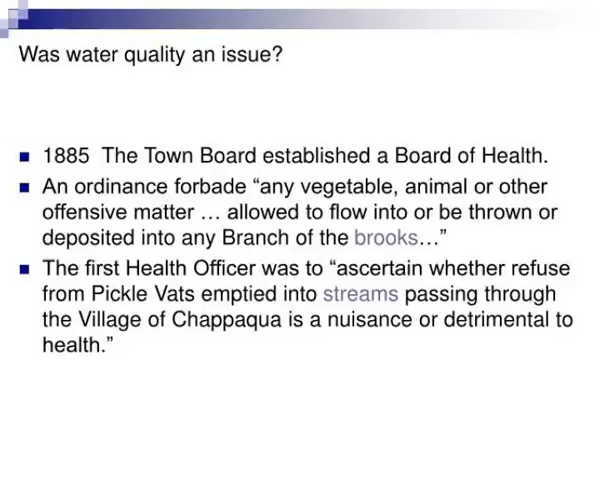 Was water quality an issue?
1885 The Town Board established a Board of Health.
An ordinance forbade “any vegetable, animal or other
offensive matter … allowed to flow into or be thrown or
deposited into any Branch of the brooks…”
The first Health Officer was to “ascertain whether refuse
from Pickle Vats emptied into streams passing through
the Village of Chappaqua is a nuisance or detrimental to
health.”